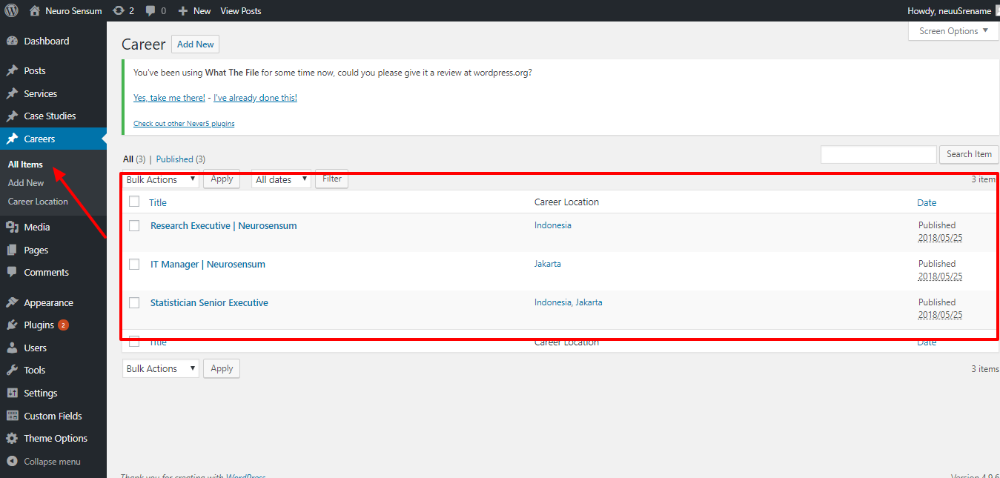 Neuro Sensum 2 0 New View Posts Howdy, neuuSrename
Screen Options
Dashboard
Posts
Services
Case Studies
Careers
All Items
Add New
Career Location
Media
Pages
Comments
Appearance
Plugins 2
Users
Tools
Settings
Custom Fields
Theme Options
Collapse menu
Career Add New
You've been using What The File for some time now, could you please give it a review at wordpress.org?
Yes, take me there! - I've already done this!
Check out other Never5 plugins
All (3) | Published (3)
Search Item
Bulk Actions Apply All dates Filter 3 items
Title Career Location Date
Research Executive | Neurosensum Indonesia Published
2018/05/25
IT Manager | Neurosensum Jakarta Published
2018/05/25
Statistician Senior Executive Indonesia, Jakarta Published
2018/05/25
Title Career Location Date
Bulk Actions Apply 3 items
Thank you for creating with WordPress Version 4.9.6